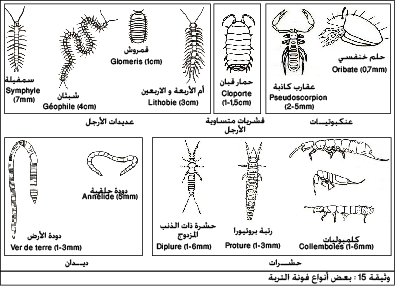 سمفيلة
Symphyle
(7mm)
شبثان
Géophile (4cm)
قمروش
Glomeris (1cm)
أم الأربعة و الاربعين
Lithobie (3cm)
حمار قبان
Cloporte
(1-1,5cm)
عقارب كاذبة
Pseudoscorpion
(2-5mm)
حلم خنفسي
Oribate (0,7mm)
عديدات الأرجل
قشريات متساوية
الأرجل
عنكبوتيات
دودة الأرض
Ver de terre (1-3mm)
دودة حلقية
Annélide (5mm)
حشرة ذات الذنب
المزدوج
Diplure (1-6mm)
رتبة بروتيورا
Proture (1-3mm)
كلمبوليات
Collemboles (1-6mm)
ديدان
حشرات
وثيقة 15 : بعض أنواع فونة التربة